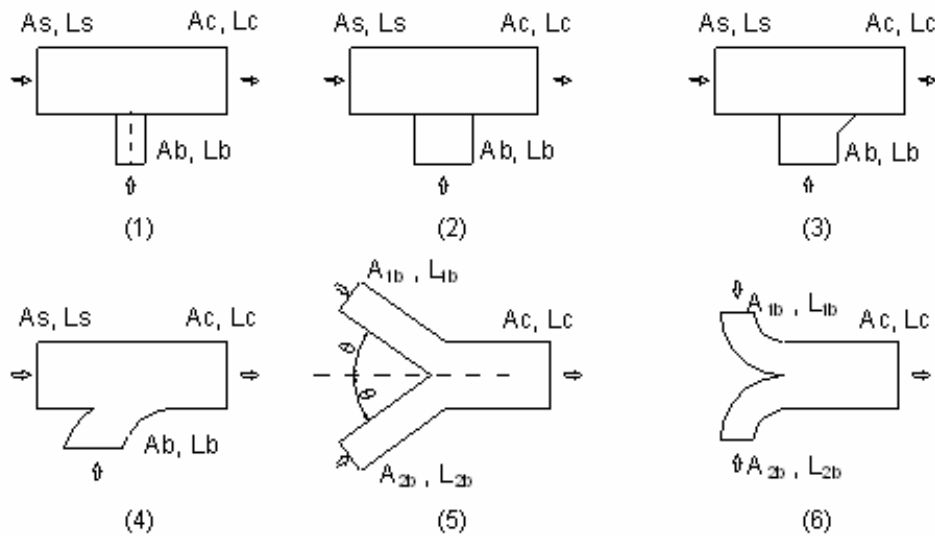 As, Ls Ac, Lc As, Ls Ac, Lc As, Ls Ac, Lc
Ab, Lb Ab, Lb Ab, Lb
(1) (2) (3)
A1b , L1b
A1b , L1b
As, Ls Ac, Lc Ac, Lc Ac, Lc
θ
θ
Ab, Lb
A2b , L2b A2b , L2b
(4) (5) (6)